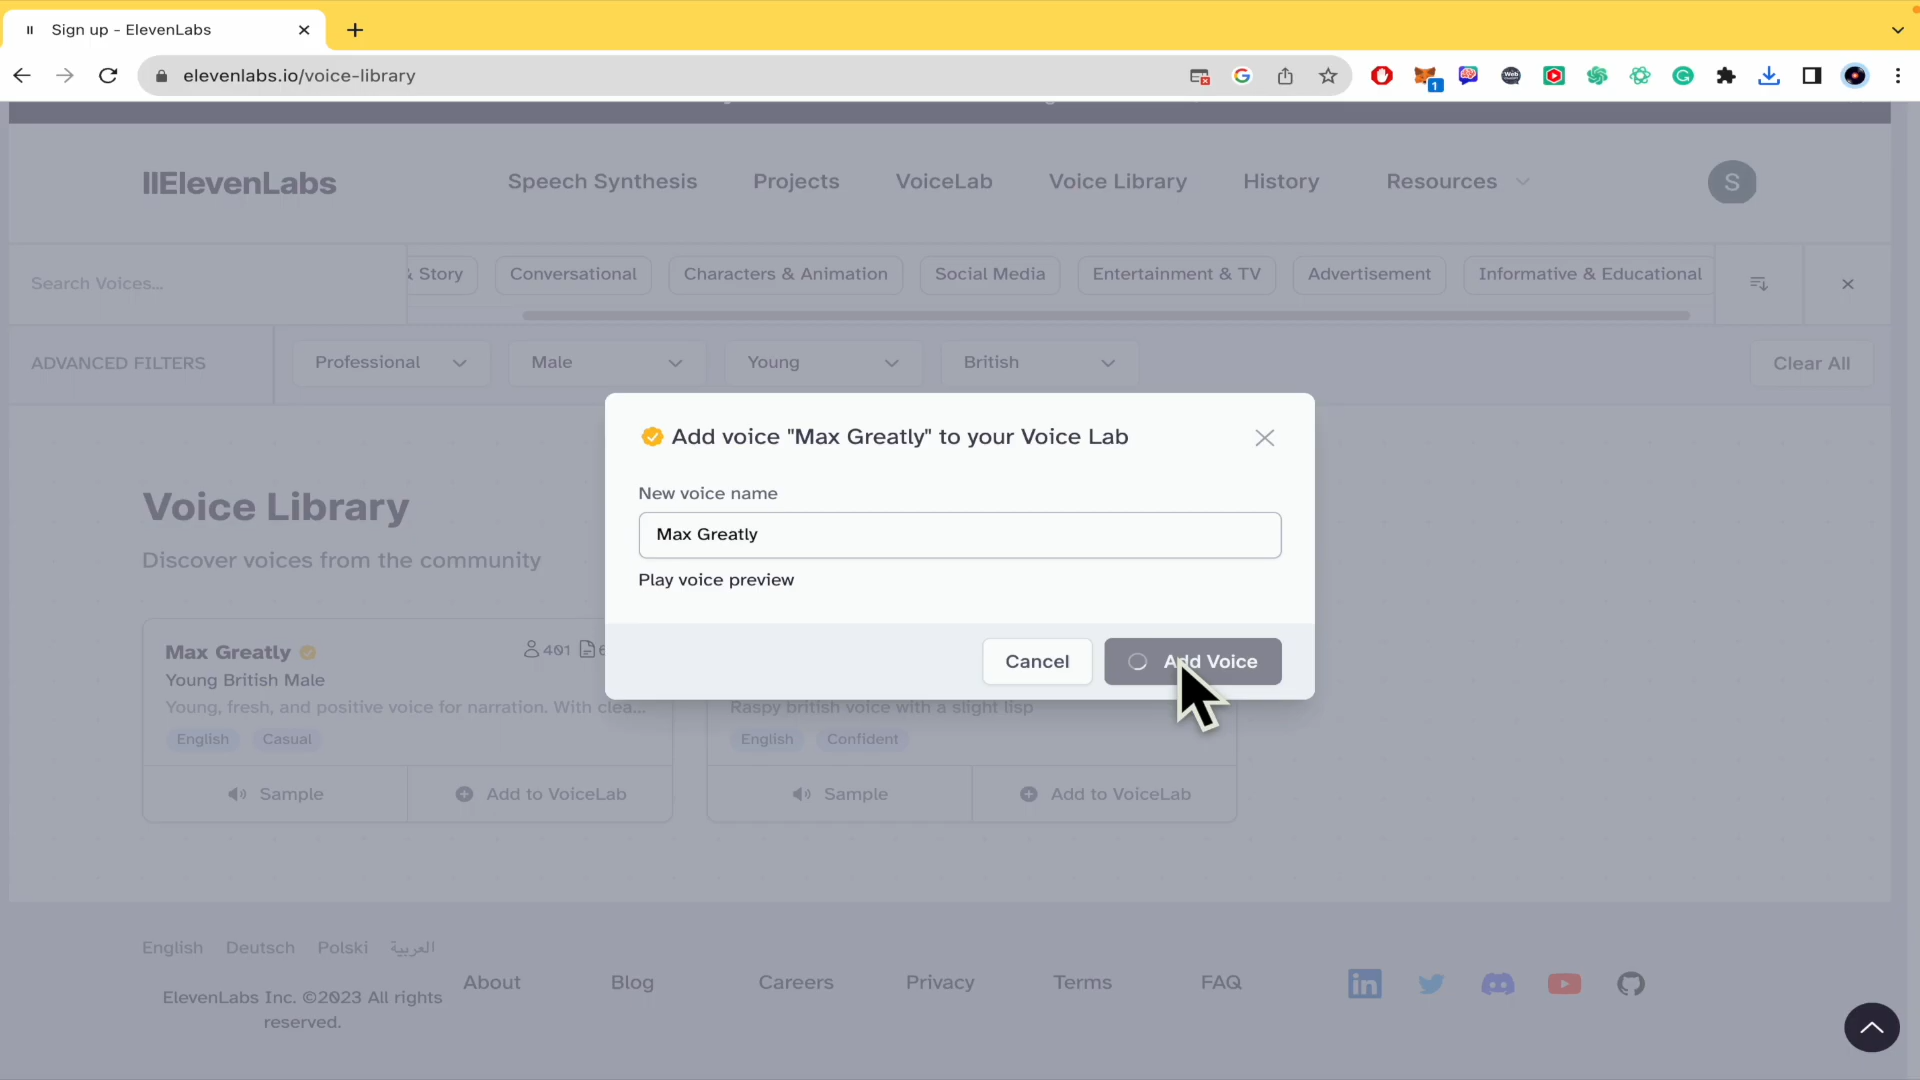 Sign up - ElevenLabs
elevenlabs.io/voice-library
Web
1
IIElevenLabs
Speech Synthesis
Projects
VoiceLab
Voice Library
History
Resources
S
Search Voices...
& Story
Conversational
Characters & Animation
Social Media
Entertainment & TV
Advertisement
Informative & Educational
ADVANCED FILTERS
Professional
Male
Young
British
Clear All
Add voice "Max Greatly" to your Voice Lab
New voice name
Max Greatly
Play voice preview
Cancel
Add Voice
Voice Library
Discover voices from the community
Max Greatly
401
Young British Male
Young, fresh, and positive voice for narration. With clea...
English
Casual
Sample
Add to VoiceLab
Raspy british voice with a slight lisp
English
Confident
Sample
Add to VoiceLab
English
Deutsch
Polski
العربية
ElevenLabs Inc. ©2023 All rights
reserved.
About
Blog
Careers
Privacy
Terms
FAQ